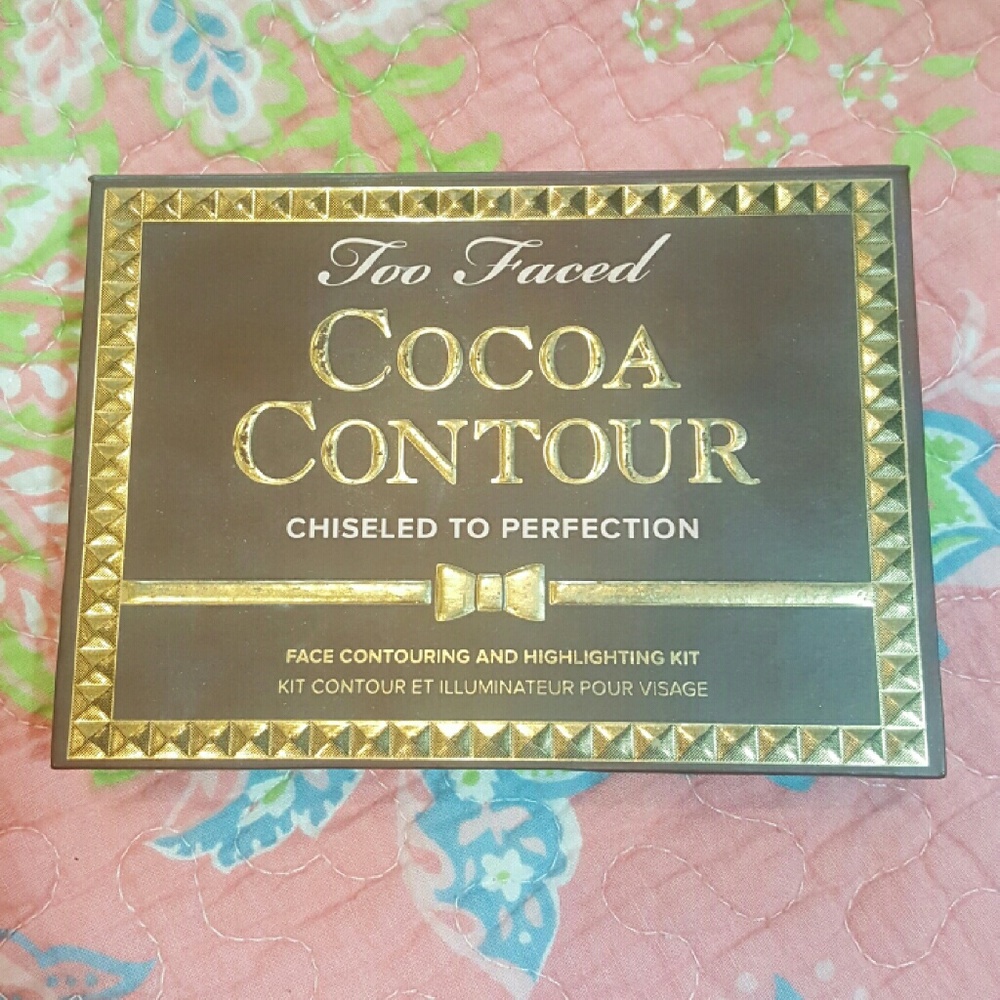 Too Faced
COCOA
CONTOUR
CHISELED TO PERFECTION
FACE CONTOURING AND HIGHLIGHTING KIT
KIT CONTOUR ET ILLUMINATEUR POUR VISAGE